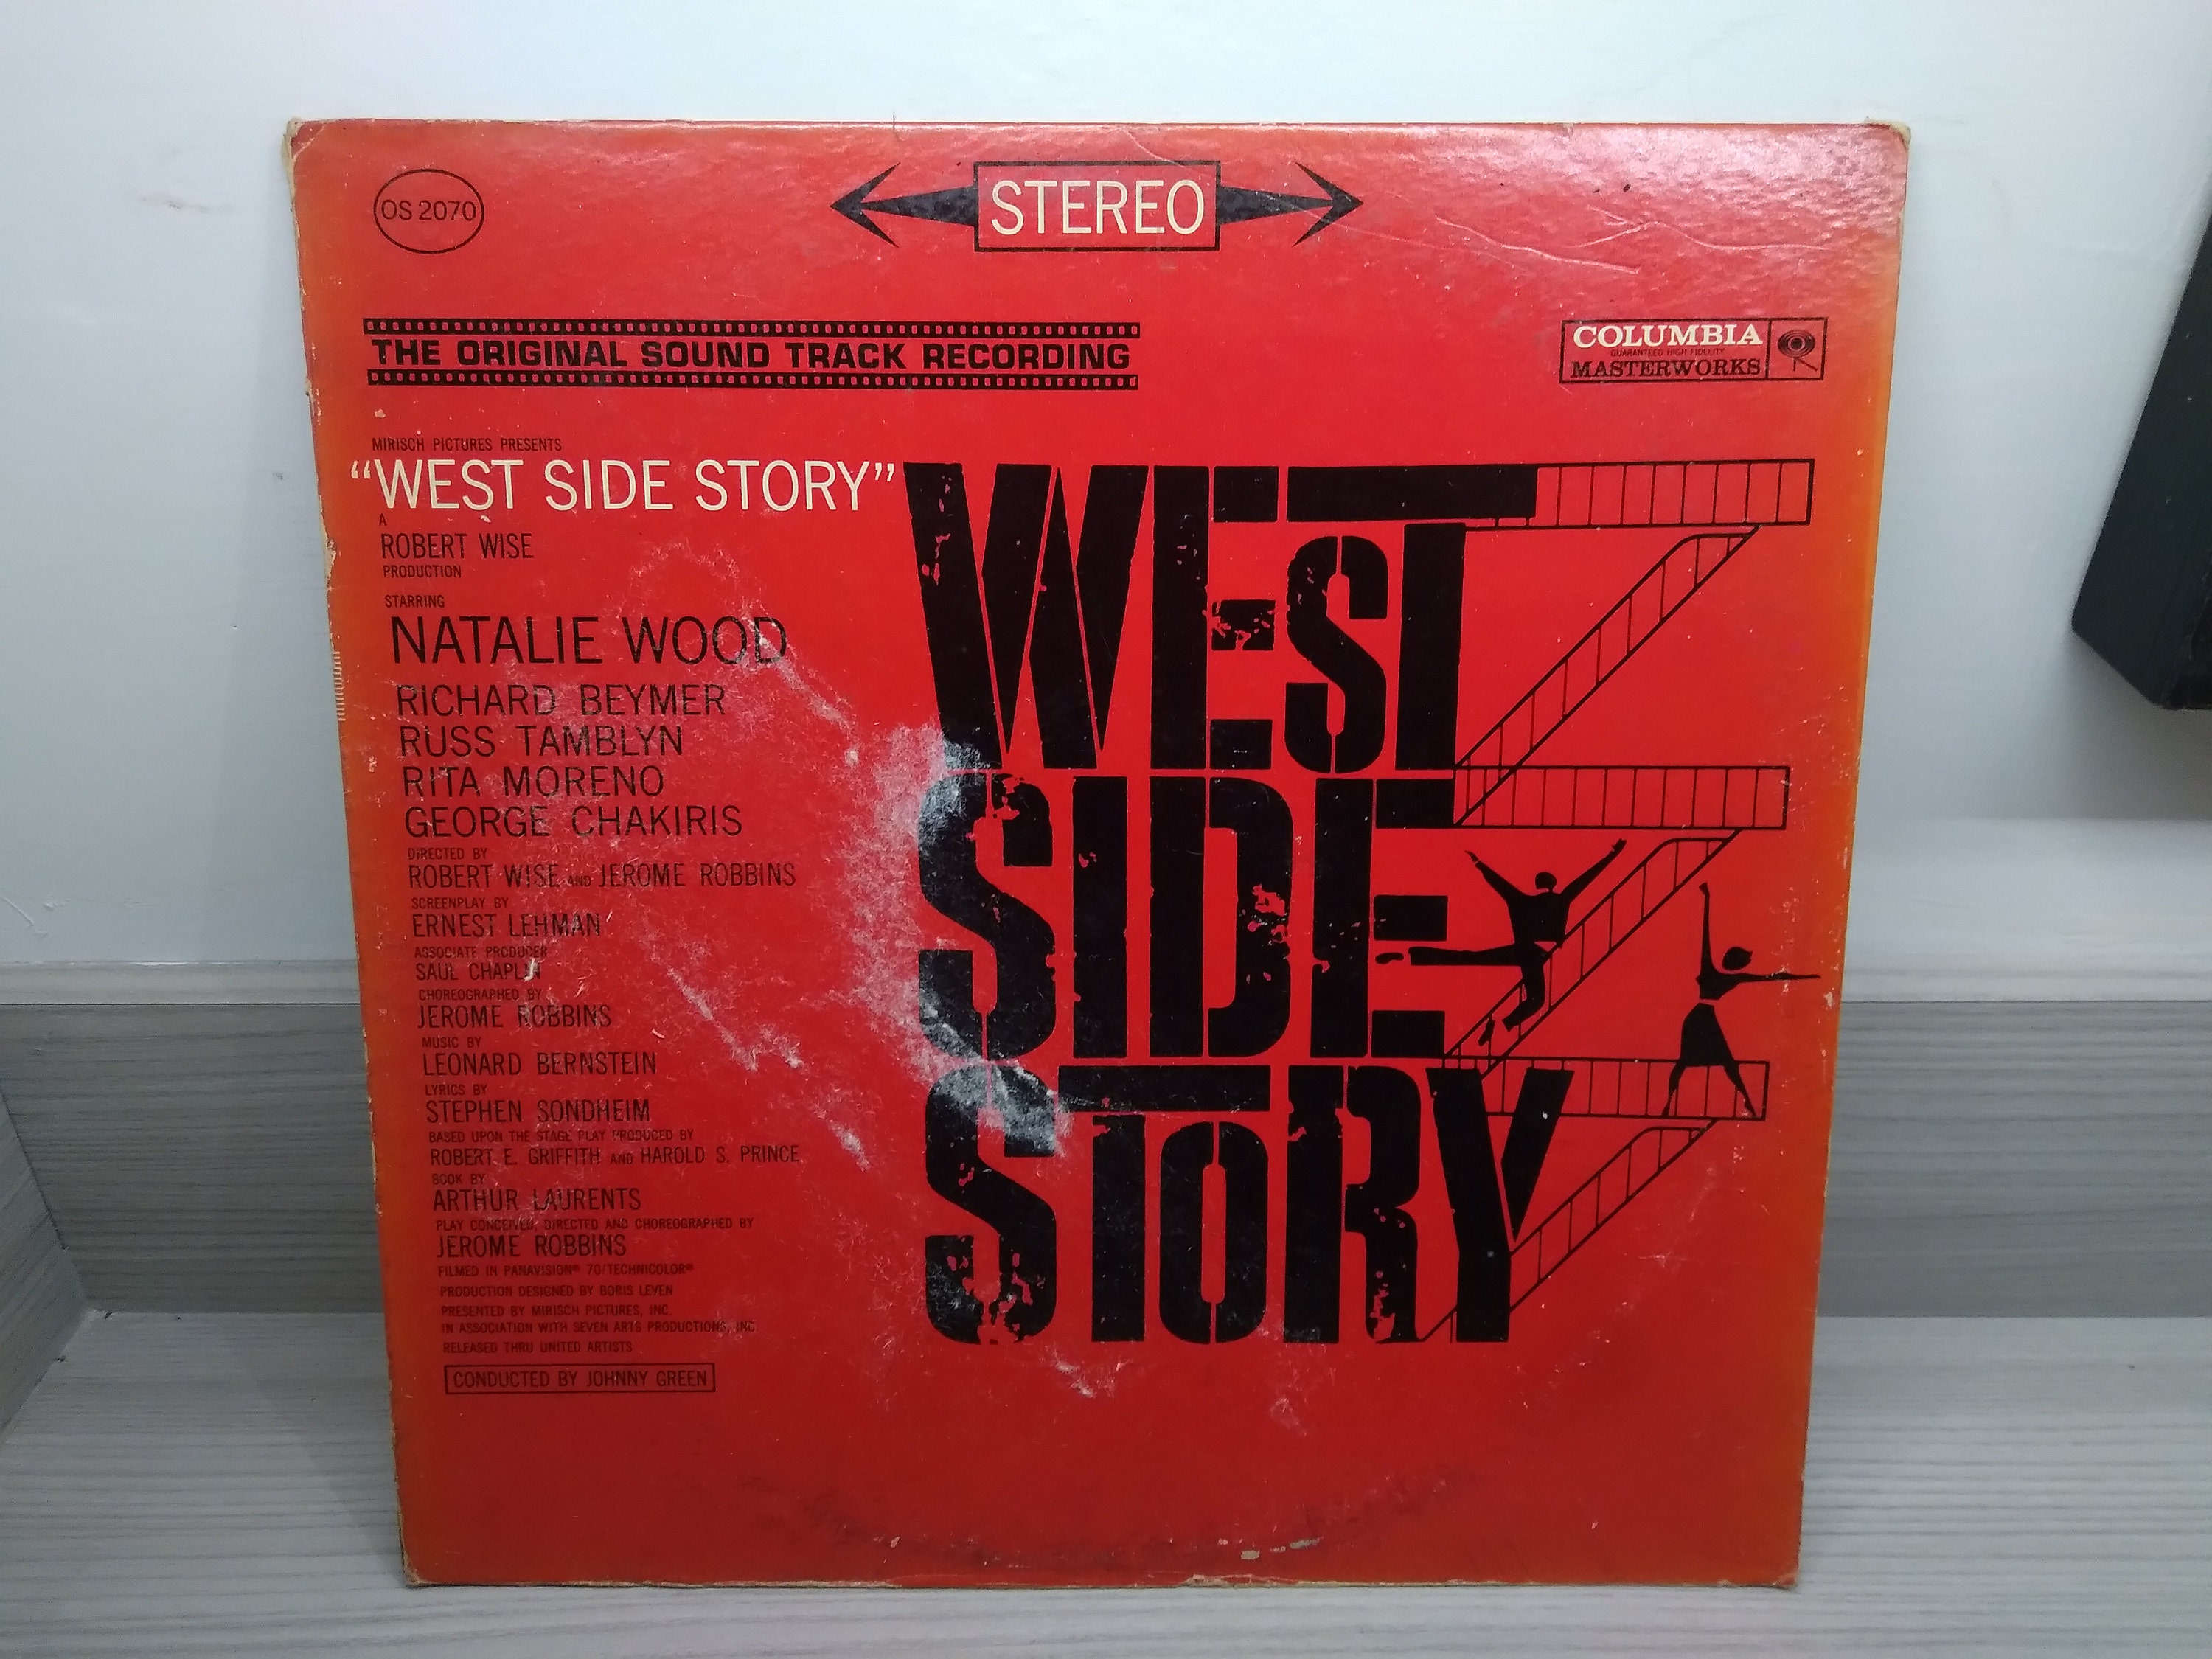 OS 2070
STEREO
THE ORIGINAL SOUND TRACK RECORDING
COLUMBIA
GUARANTEED HIGH FIDELITY
MASTERWORKS
MIRISCH PICTURES PRESENTS
“WEST SIDE STORY”
A
ROBERT WISE
PRODUCTION
STARRING
NATALIE WOOD
RICHARD BEYMER
RUSS TAMBLYN
RITA MORENO
GEORGE CHAKIRIS
DIRECTED BY
ROBERT WISE AND JEROME ROBBINS
SCREENPLAY BY
ERNEST LEHMAN
ASSOCIATE PRODUCER
SAUL CHAPLIN
CHOREOGRAPHED BY
JEROME ROBBINS
MUSIC BY
LEONARD BERNSTEIN
LYRICS BY
STEPHEN SONDHEIM
BASED UPON THE STAGE PLAY PRODUCED BY
ROBERT E. GRIFFITH AND HAROLD S. PRINCE
BOOK BY
ARTHUR LAURENTS
PLAY CONCEIVED, DIRECTED AND CHOREOGRAPHED BY
JEROME ROBBINS
FILMED IN PANAVISION® 70/TECHNICOLOR®
PRODUCTION DESIGNED BY BORIS LEVEN
PRESENTED BY MIRISCH PICTURES, INC.
IN ASSOCIATION WITH SEVEN ARTS PRODUCTIONS, INC.
RELEASED THRU UNITED ARTISTS
CONDUCTED BY JOHNNY GREEN
WEST
SIDE
STORY